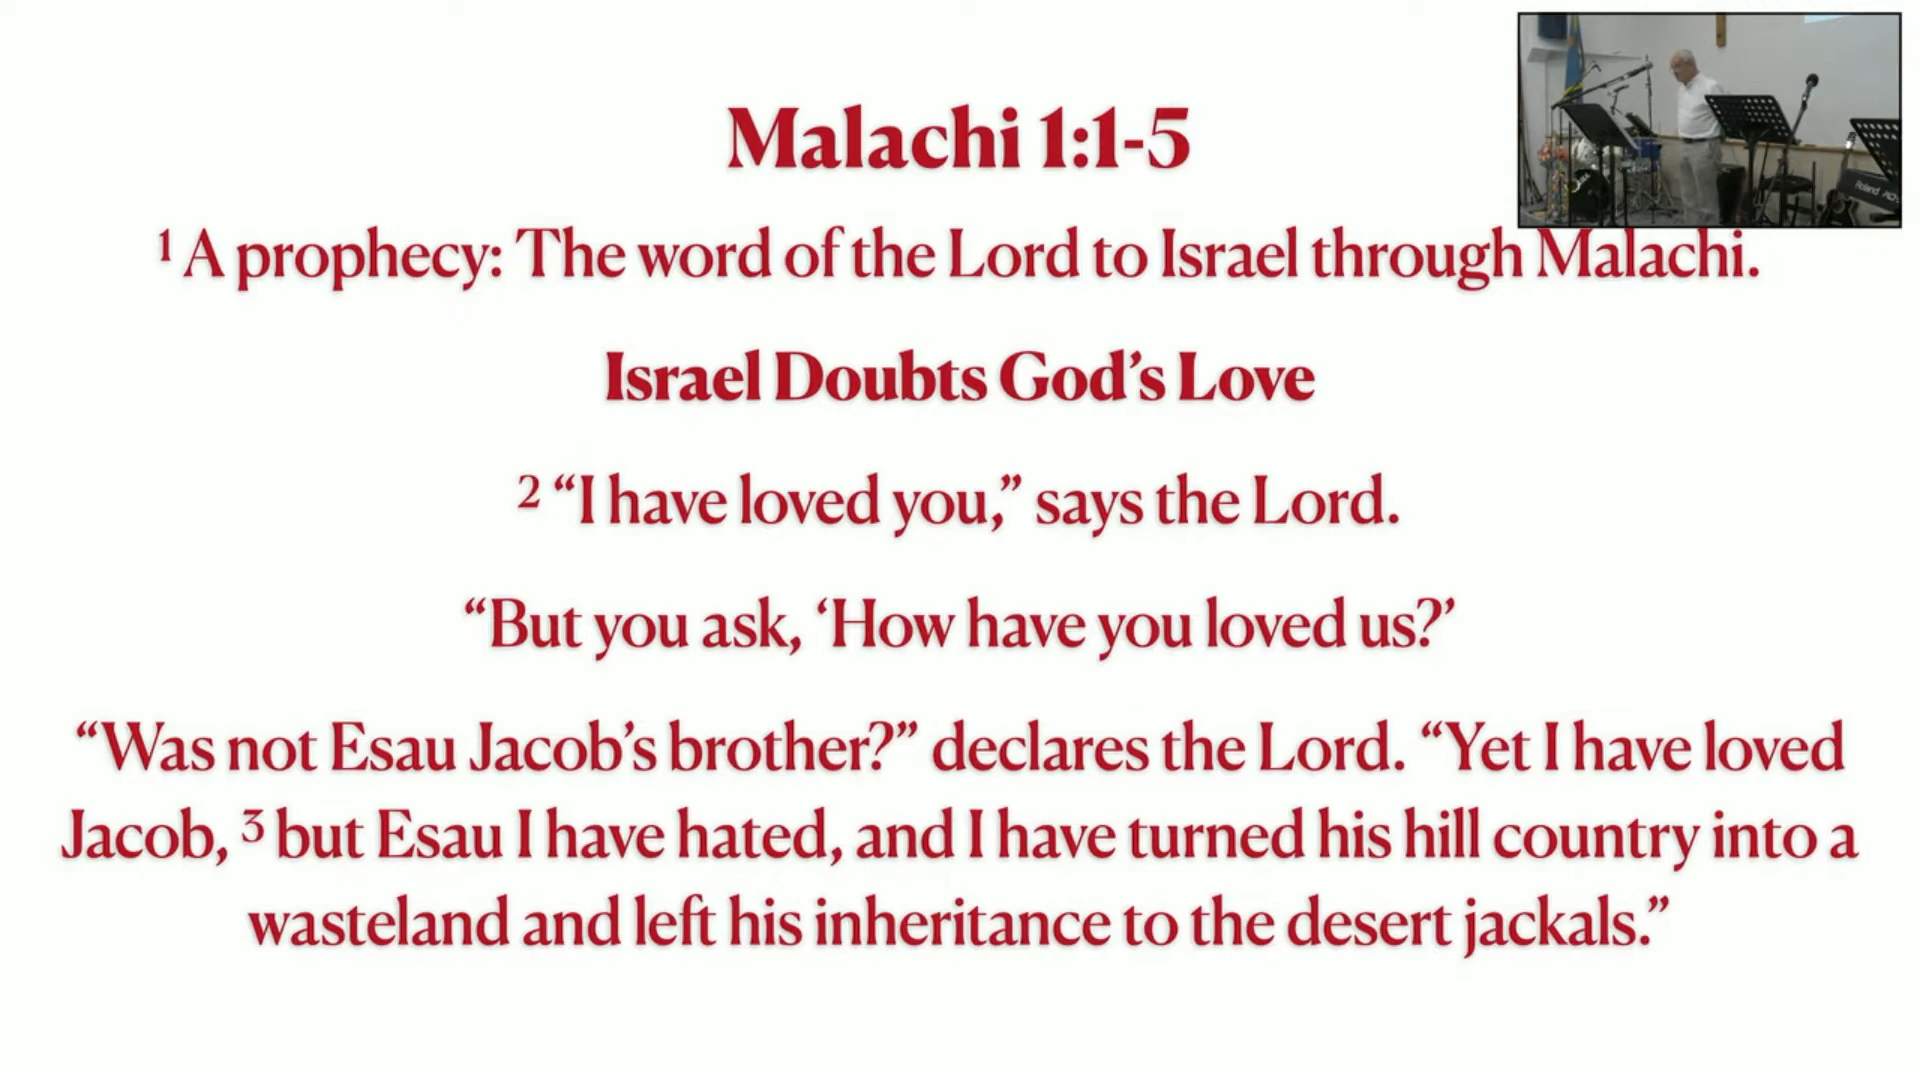 Malachi 1:1-5
¹ A prophecy: The word of the Lord to Israel through Malachi.
Israel Doubts God’s Love
² “I have loved you,” says the Lord.
“But you ask, ‘How have you loved us?’
“Was not Esau Jacob’s brother?” declares the Lord. “Yet I have loved
Jacob, ³ but Esau I have hated, and I have turned his hill country into a
wasteland and left his inheritance to the desert jackals.”
Roland